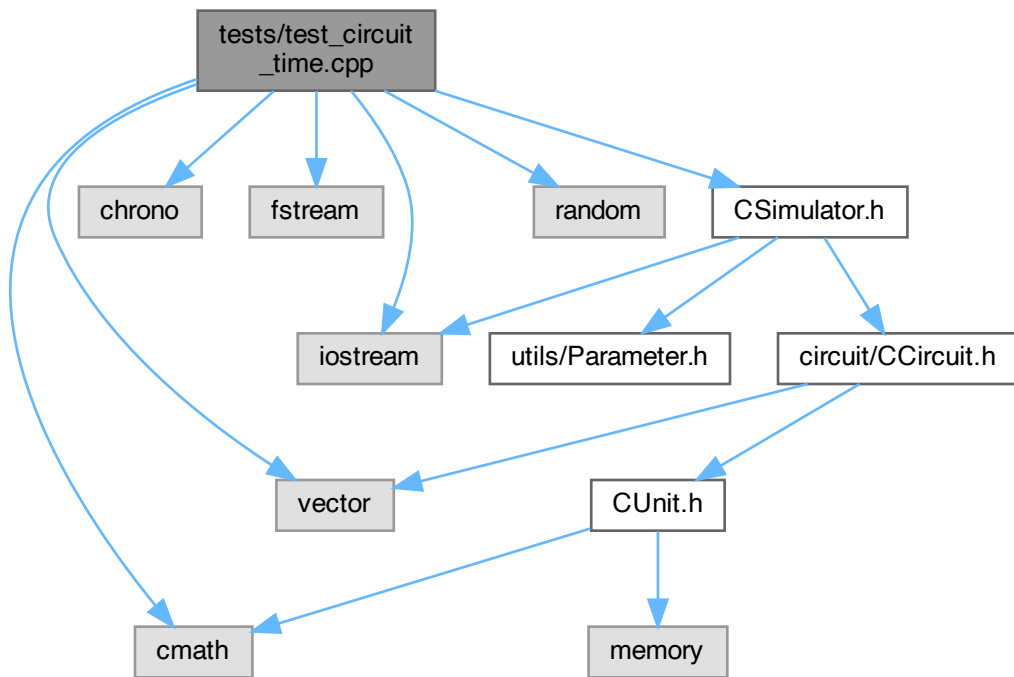 tests/test_circuit
_time.cpp
chrono
fstream
random
CSimulator.h
iostream
utils/Parameter.h
circuit/CCircuit.h
vector
CUnit.h
cmath
memory